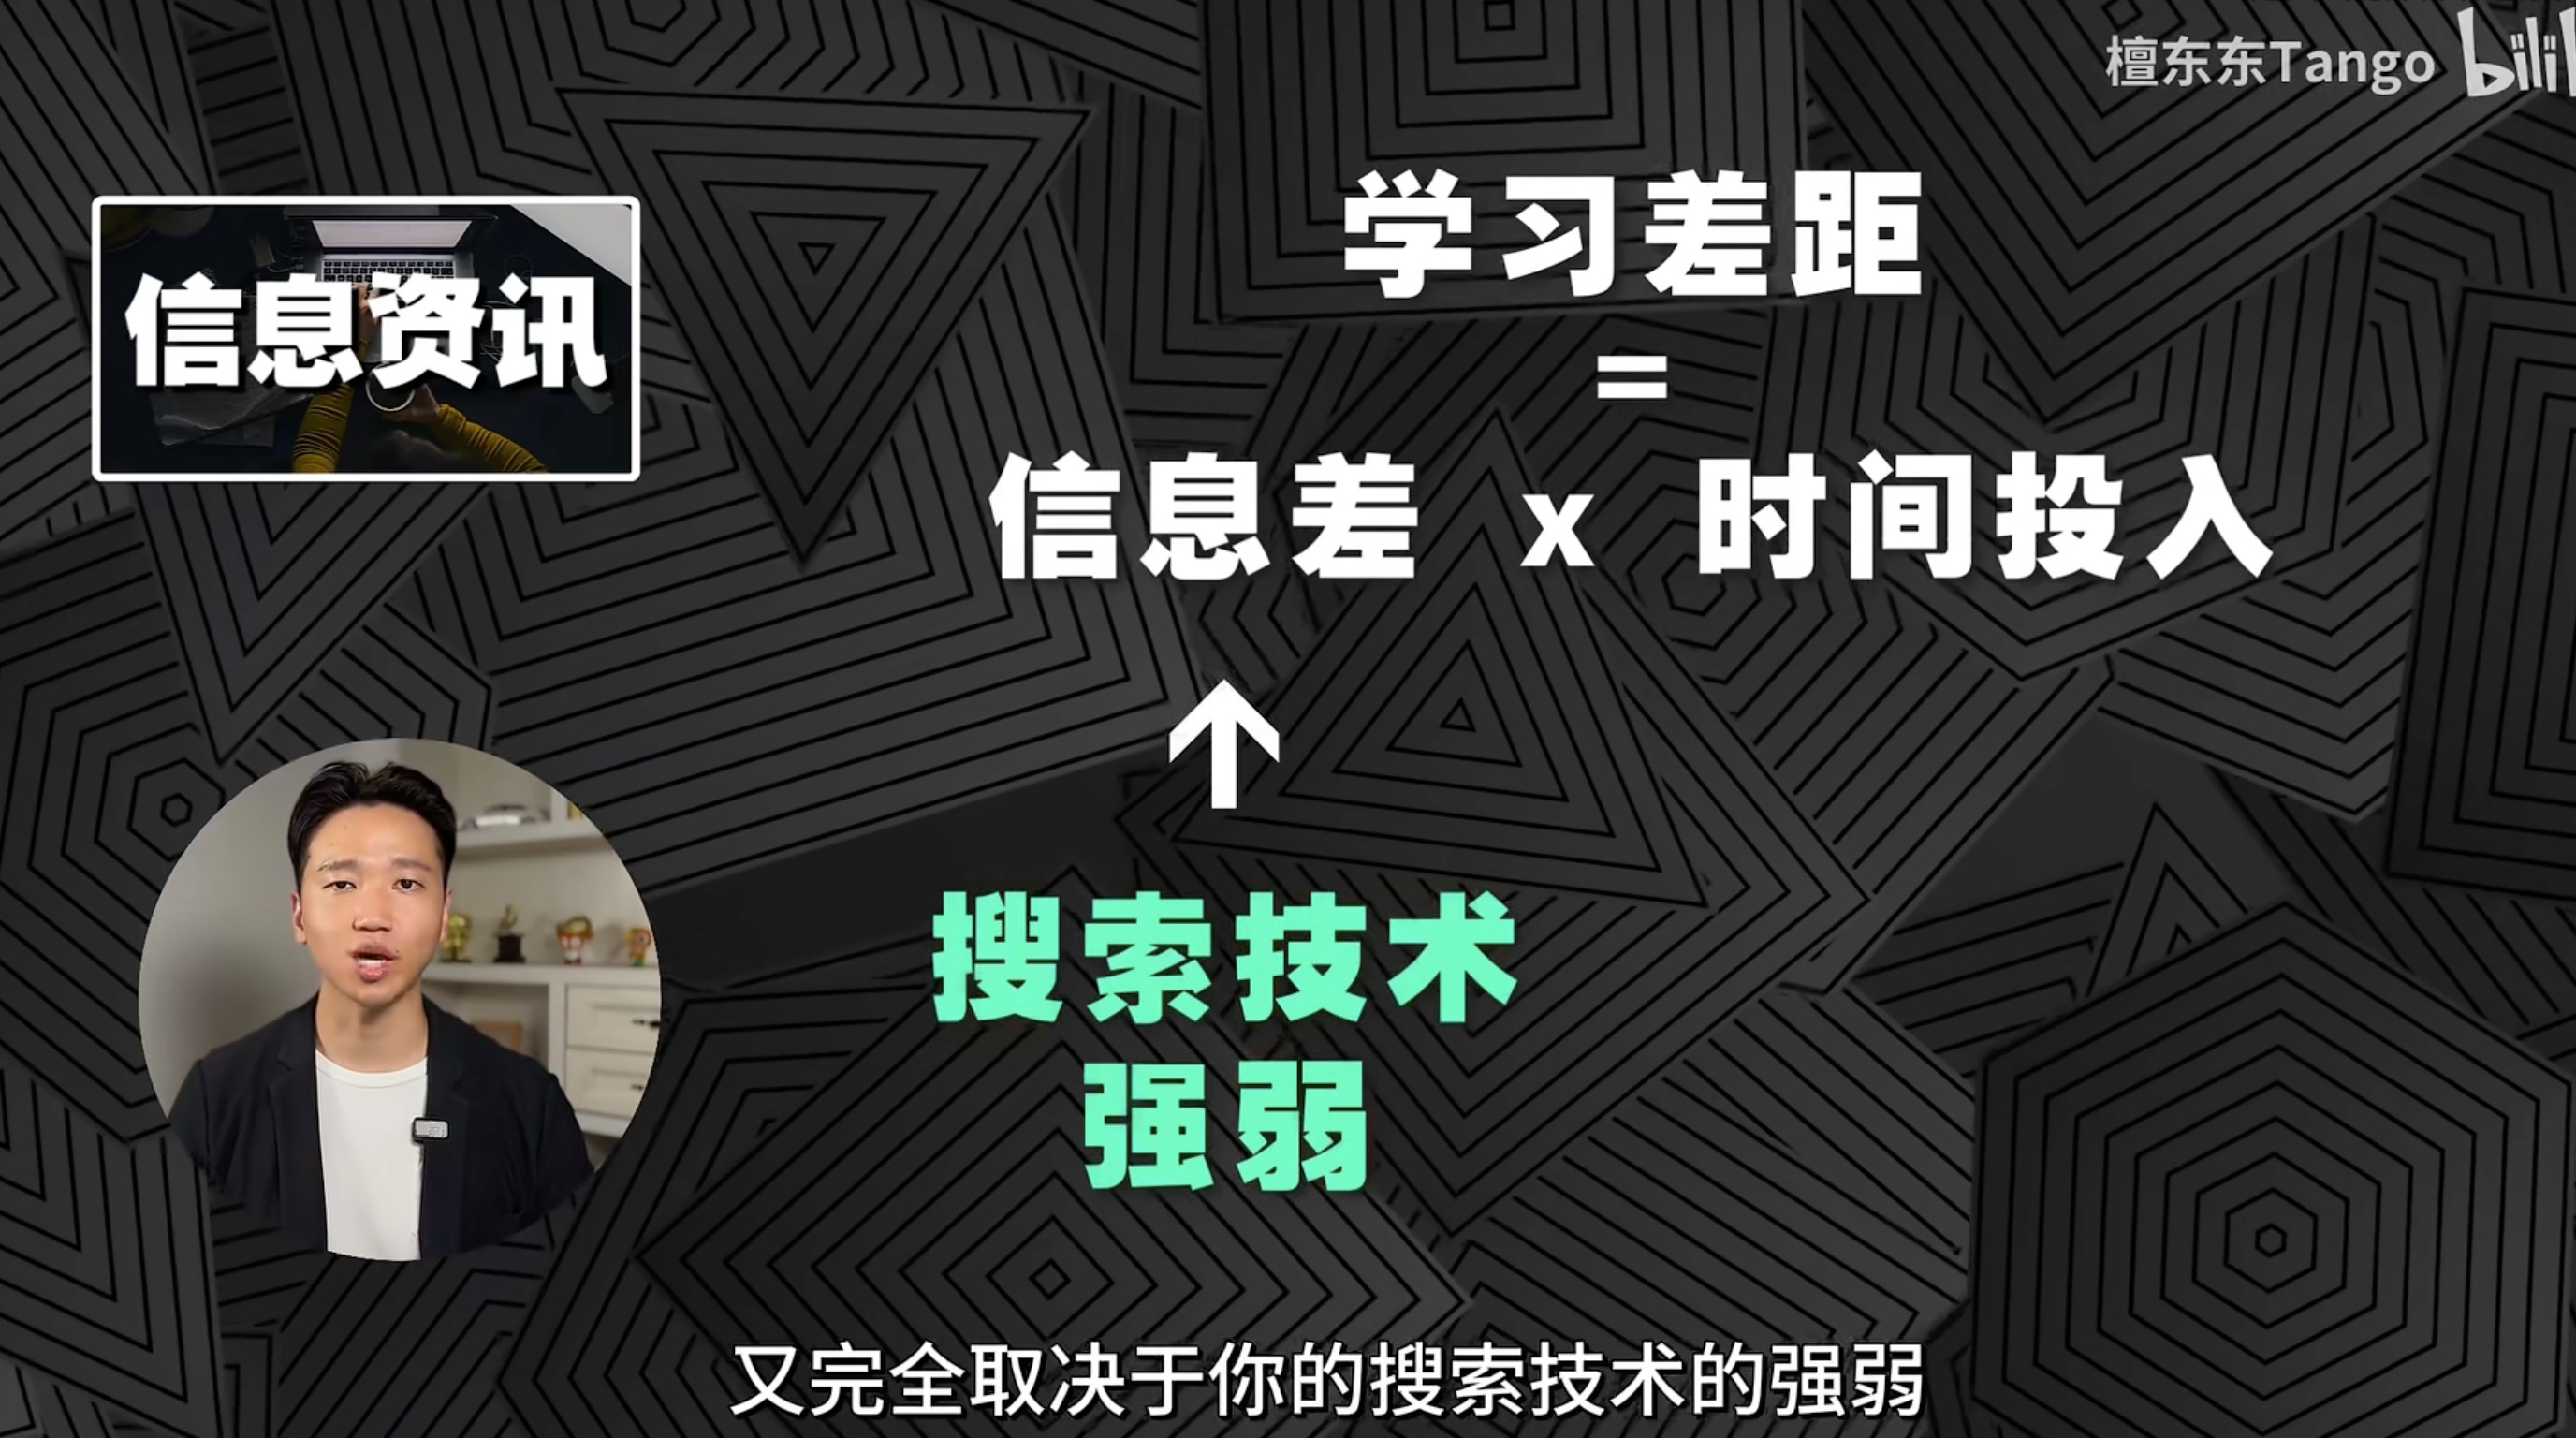 檀东东Tango bilibili
信息资讯
学习差距
=
信息差 x 时间投入
↑
搜索技术
强弱
又完全取决于你的搜索技术的强弱